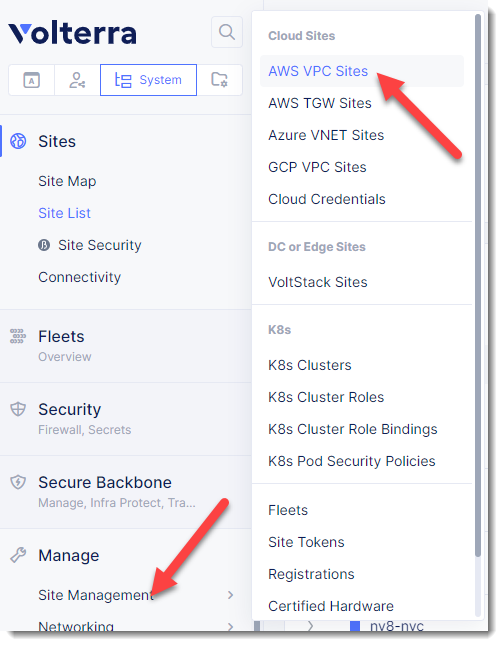 Volterra
System
Sites
Site Map
Site List
Site Security
Connectivity
Fleets
Overview
Security
Firewall, Secrets
Secure Backbone
Manage, Infra Protect, Tra...
Manage
Site Management
Networking
Cloud Sites
AWS VPC Sites
AWS TGW Sites
Azure VNET Sites
GCP VPC Sites
Cloud Credentials
DC or Edge Sites
VoltStack Sites
K8s
K8s Clusters
K8s Cluster Roles
K8s Cluster Role Bindings
K8s Pod Security Policies
Fleets
Site Tokens
Registrations
Certified Hardware
nv8-nyc